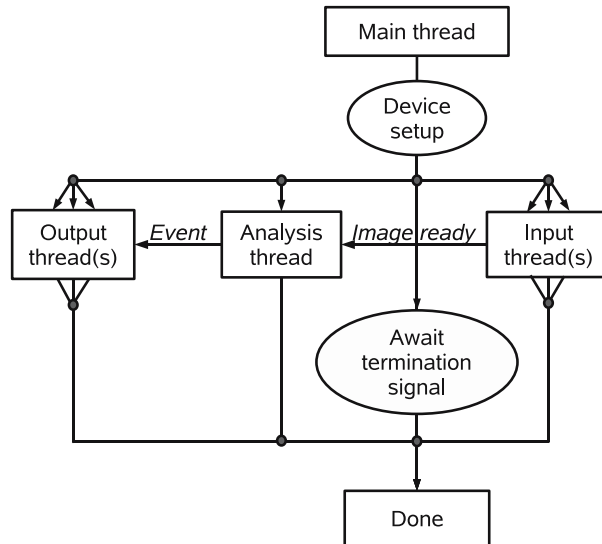 Main thread
Device
setup
Output
thread(s)
Event
Analysis
thread
Image ready
Input
thread(s)
Await
termination
signal
Done